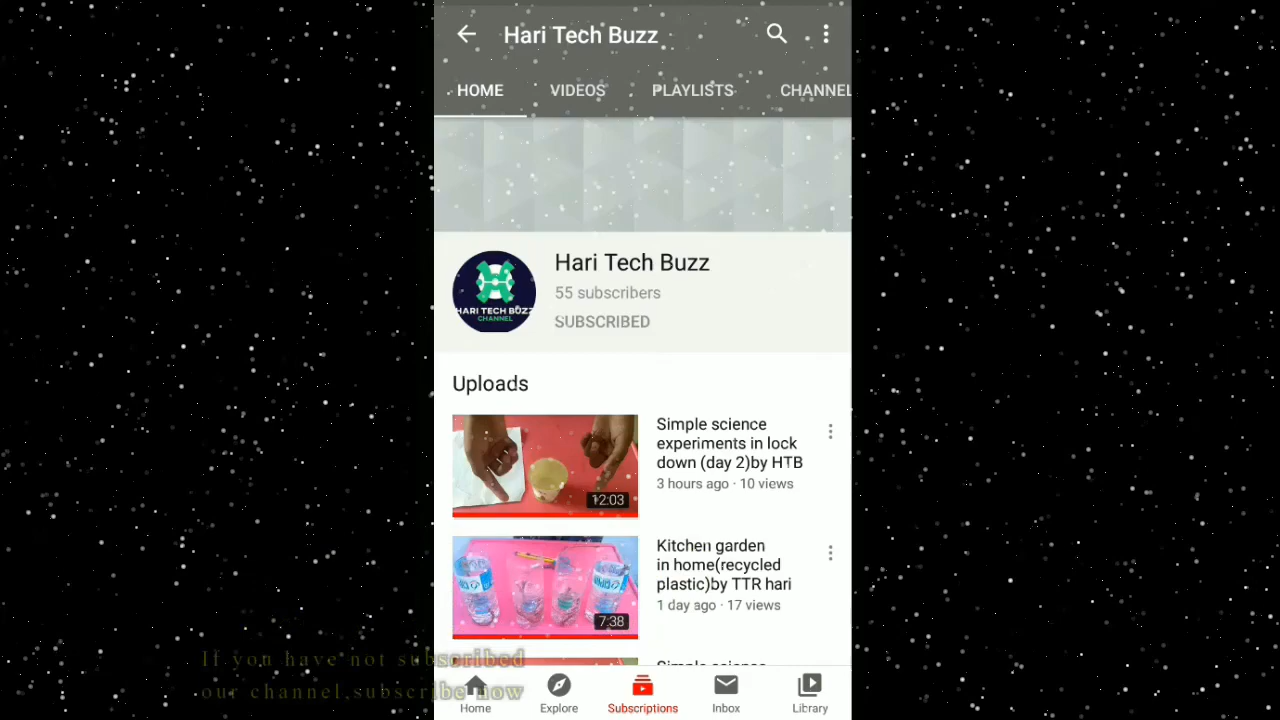 Hari Tech Buzz
HOME VIDEOS PLAYLISTS CHANNEL
Hari Tech Buzz
55 subscribers
SUBSCRIBED
HARI TECH BUZZ
CHANNEL
Uploads
Simple science
experiments in lock
down (day 2)by HTB
3 hours ago · 10 views
12:03
Kitchen garden
in home(recycled
plastic)by TTR hari
1 day ago · 17 views
7:38
Simple science
If you have not subscribed
our channel,subscribe now
Home Explore Subscriptions Inbox Library